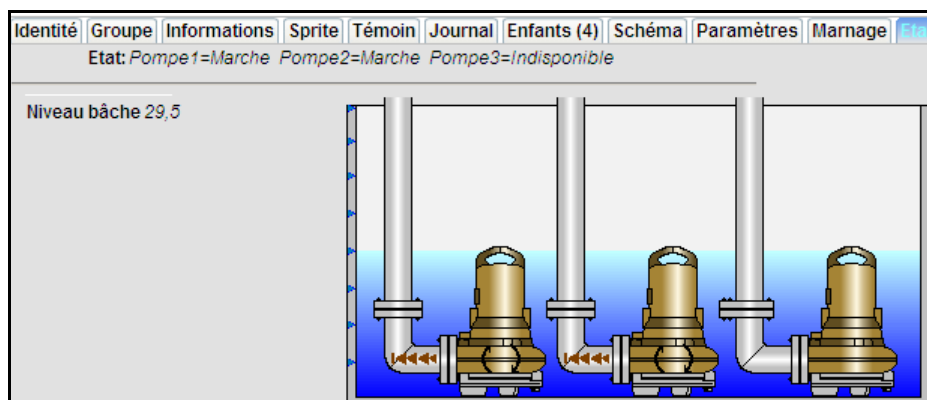 Identité Groupe Informations Sprite Témoin Journal Enfants (4) Schéma Paramètres Marnage Eta
Etat: Pompe1=Marche Pompe2=Marche Pompe3=Indisponible
Niveau bâche 29,5